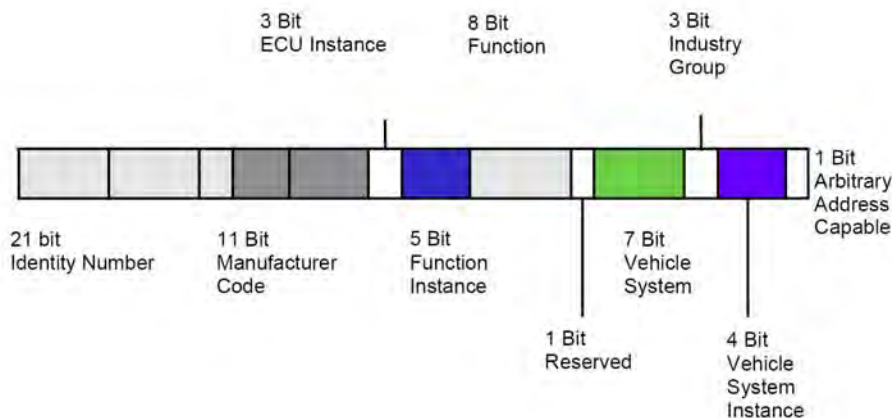 3 Bit
ECU Instance
8 Bit
Function
3 Bit
Industry
Group
1 Bit
Arbitrary
Address
Capable
21 bit
Identity Number
11 Bit
Manufacturer
Code
5 Bit
Function
Instance
7 Bit
Vehicle
System
1 Bit
Reserved
4 Bit
Vehicle
System
Instance